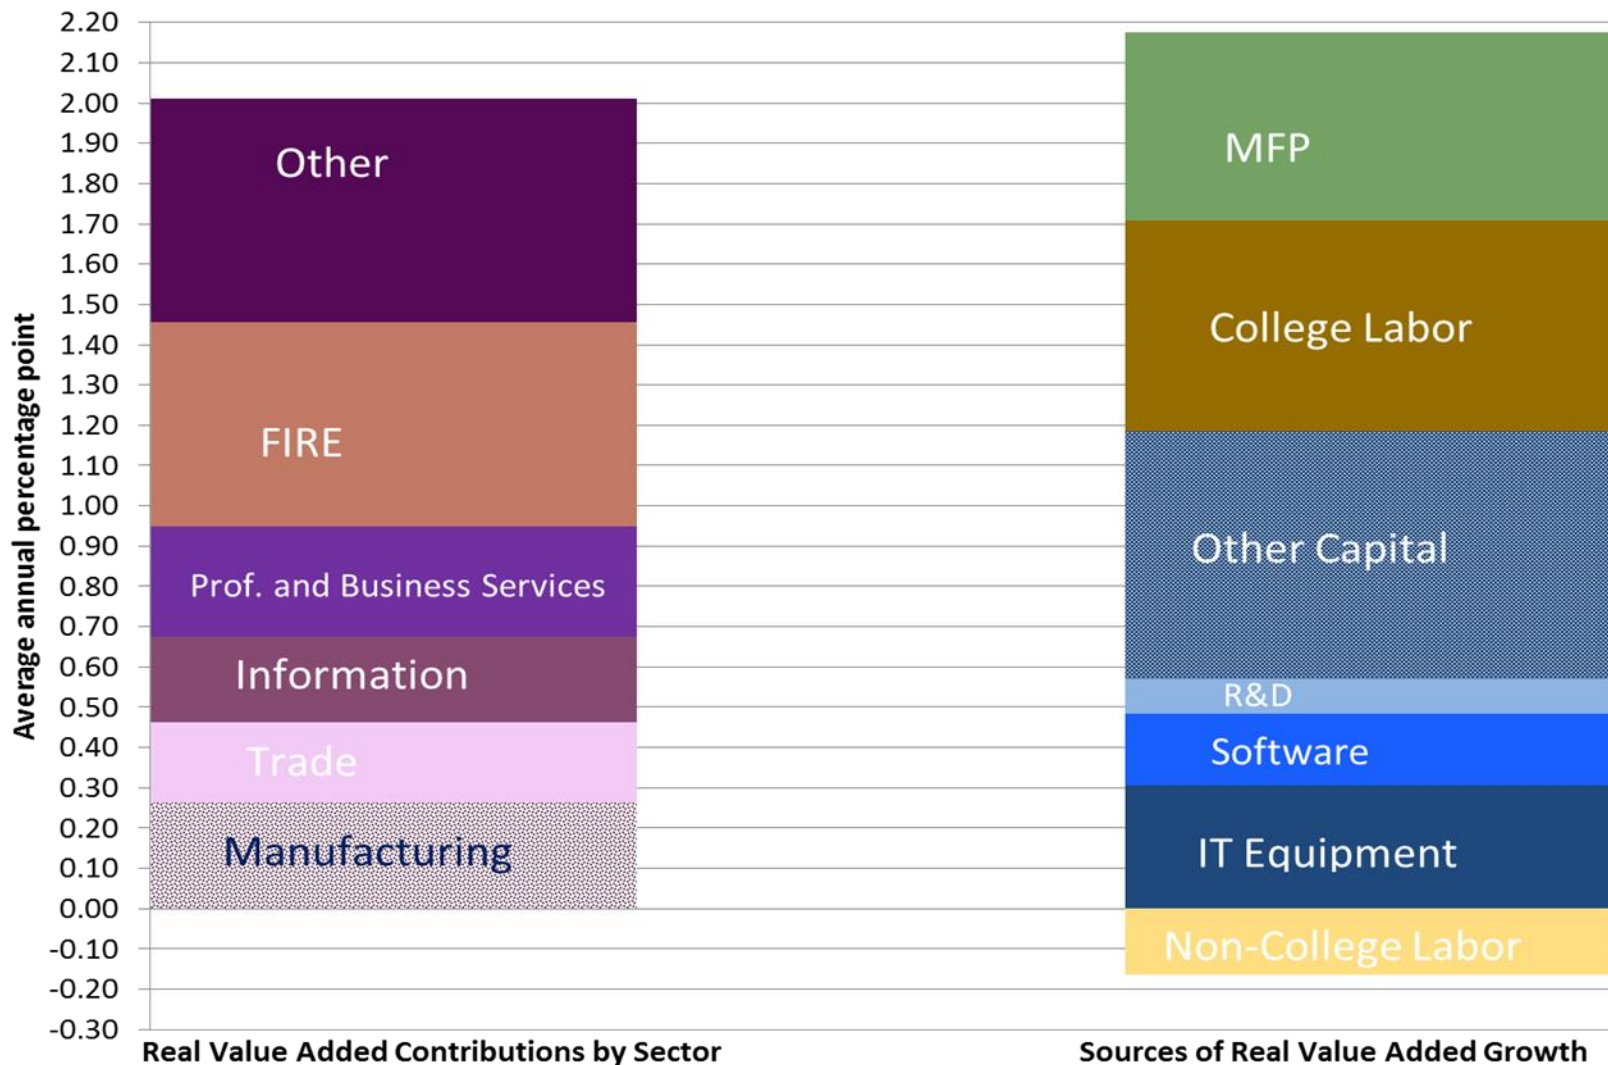 2.20
2.10
2.00
1.90
1.80
1.70
1.60
1.50
1.40
1.30
1.20
1.10
1.00
0.90
0.80
0.70
0.60
0.50
0.40
0.30
0.20
0.10
0.00
-0.10
-0.20
-0.30
Average annual percentage point
Other
FIRE
Prof. and Business Services
Information
Trade
Manufacturing
MFP
College Labor
Other Capital
R&D
Software
IT Equipment
Non-College Labor
Real Value Added Contributions by Sector
Sources of Real Value Added Growth